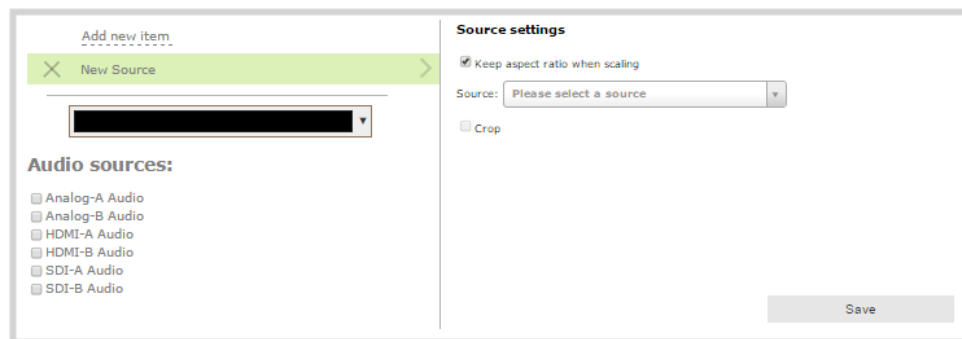 Add new item
New Source
Audio sources:
Analog-A Audio
Analog-B Audio
HDMI-A Audio
HDMI-B Audio
SDI-A Audio
SDI-B Audio
Source settings
Keep aspect ratio when scaling
Source: Please select a source
Crop
Save